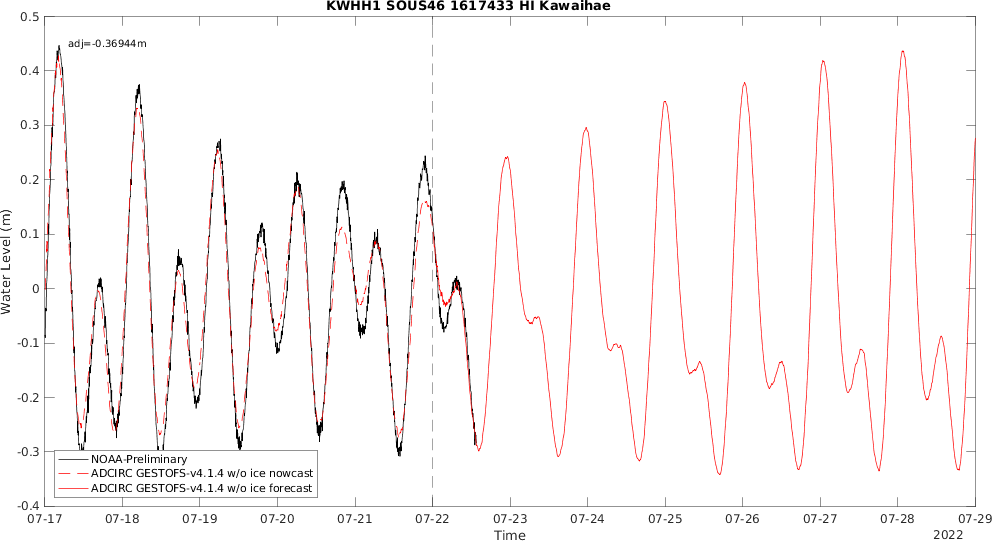 KWHH1 SOUS46 1617433 HI Kawaihae
adj=-0.36944m
0.5
0.4
0.3
0.2
0.1
0
-0.1
-0.2
-0.3
-0.4
Water Level (m)
NOAA-Preliminary
ADCIRC GESTOFS-v4.1.4 w/o ice nowcast
ADCIRC GESTOFS-v4.1.4 w/o ice forecast
07-17 07-18 07-19 07-20 07-21 07-22 07-23 07-24 07-25 07-26 07-27 07-28 07-29
Time
2022